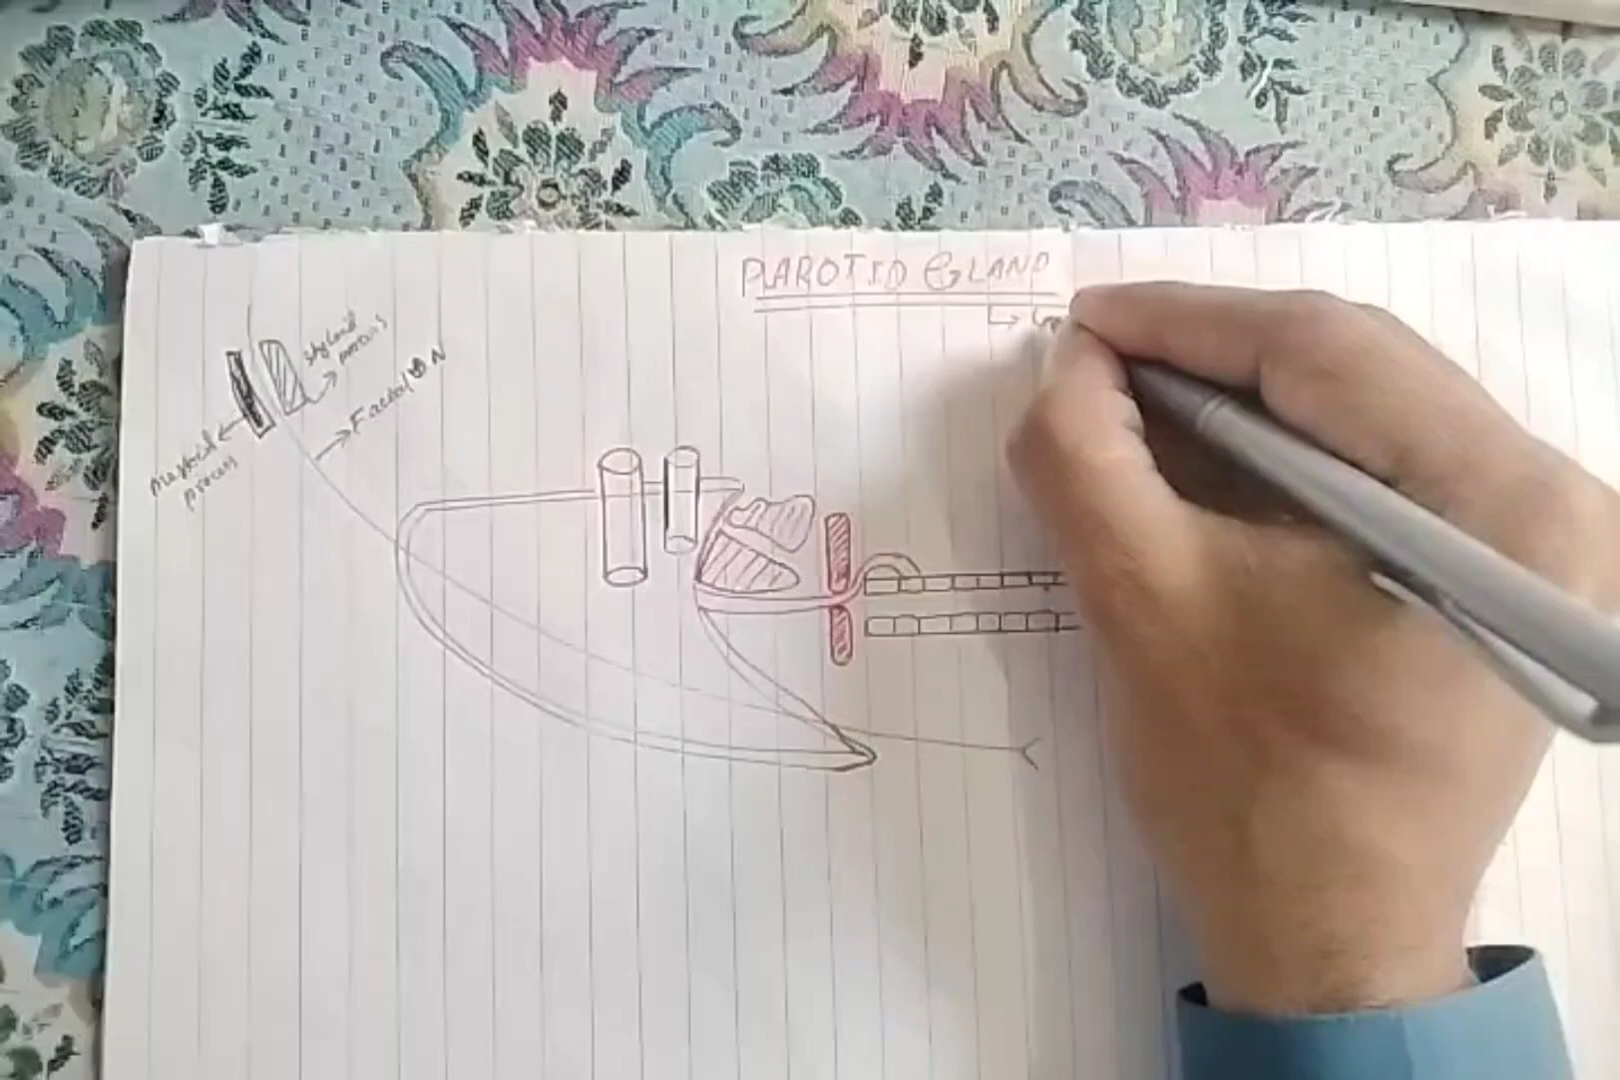 PAROTID GLAND
styloid
process
Facial N
Mastoid
process